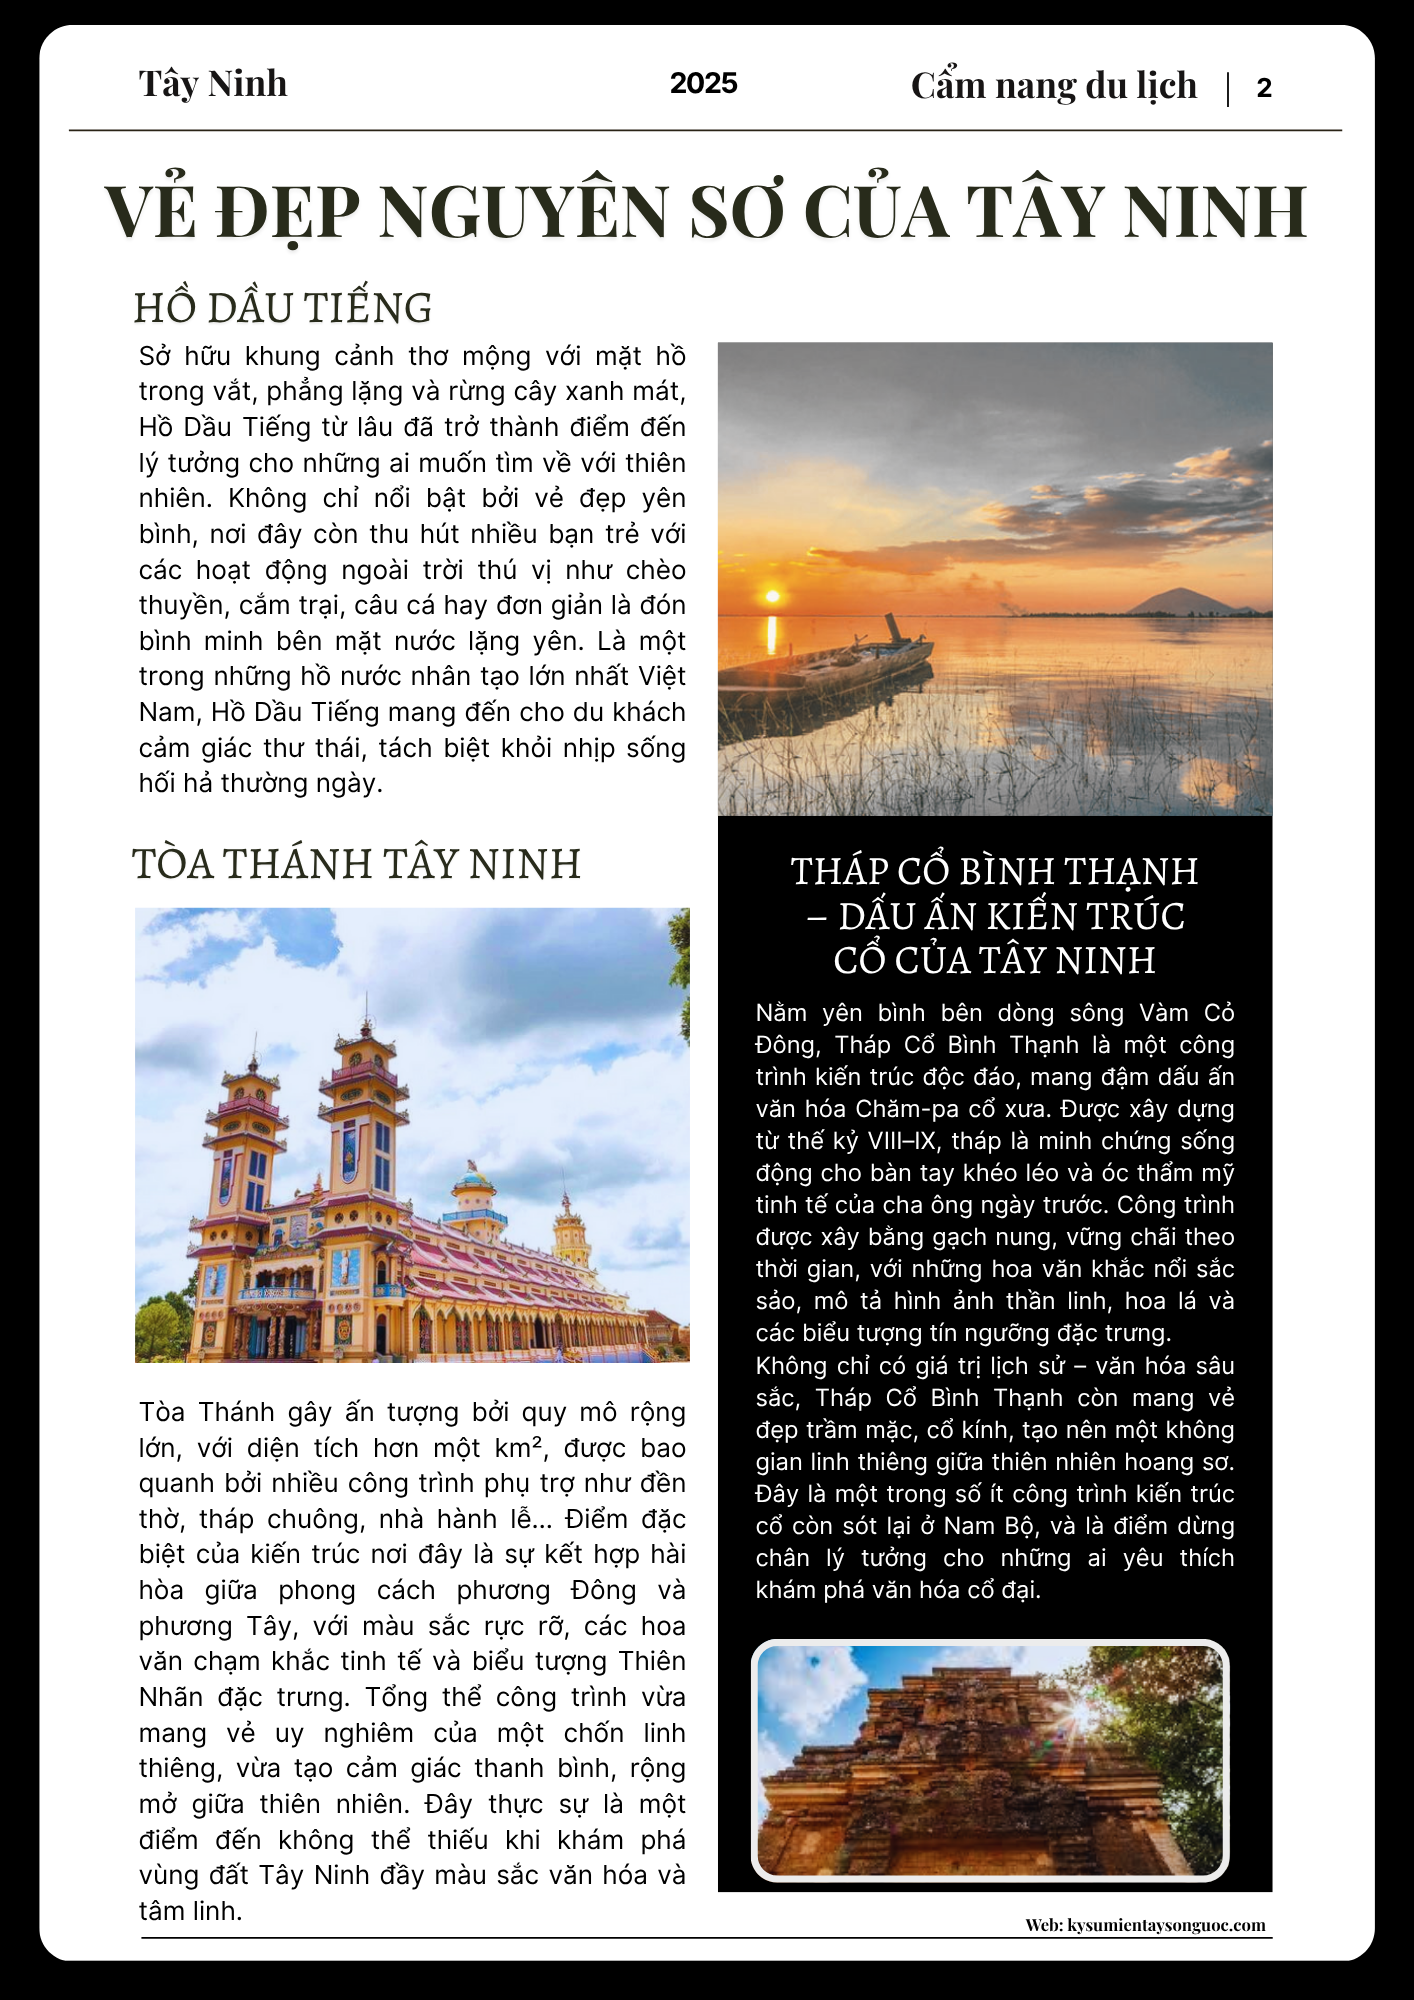 Tây Ninh
2025
Cẩm nang du lịch | 2
VẺ ĐẸP NGUYÊN SƠ CỦA TÂY NINH
HỒ DẦU TIẾNG
Sở hữu khung cảnh thơ mộng với mặt hồ
trong vắt, phẳng lặng và rừng cây xanh mát,
Hồ Dầu Tiếng từ lâu đã trở thành điểm đến
lý tưởng cho những ai muốn tìm về với thiên
nhiên. Không chỉ nổi bật bởi vẻ đẹp yên
bình, nơi đây còn thu hút nhiều bạn trẻ với
các hoạt động ngoài trời thú vị như chèo
thuyền, cắm trại, câu cá hay đơn giản là đón
bình minh bên mặt nước lặng yên. Là một
trong những hồ nước nhân tạo lớn nhất Việt
Nam, Hồ Dầu Tiếng mang đến cho du khách
cảm giác thư thái, tách biệt khỏi nhịp sống
hối hả thường ngày.
TÒA THÁNH TÂY NINH
Tòa Thánh gây ấn tượng bởi quy mô rộng
lớn, với diện tích hơn một km², được bao
quanh bởi nhiều công trình phụ trợ như đền
thờ, tháp chuông, nhà hành lễ... Điểm đặc
biệt của kiến trúc nơi đây là sự kết hợp hài
hòa giữa phong cách phương Đông và
phương Tây, với màu sắc rực rỡ, các hoa
văn chạm khắc tinh tế và biểu tượng Thiên
Nhãn đặc trưng. Tổng thể công trình vừa
mang vẻ uy nghiêm của một chốn linh
thiêng, vừa tạo cảm giác thanh bình, rộng
mở giữa thiên nhiên. Đây thực sự là một
điểm đến không thể thiếu khi khám phá
vùng đất Tây Ninh đầy màu sắc văn hóa và
tâm linh.
THÁP CỔ BÌNH THẠNH
– DẤU ẤN KIẾN TRÚC
CỔ CỦA TÂY NINH
Nằm yên bình bên dòng sông Vàm Cỏ
Đông, Tháp Cổ Bình Thạnh là một công
trình kiến trúc độc đáo, mang đậm dấu ấn
văn hóa Chăm-pa cổ xưa. Được xây dựng
từ thế kỷ VIII–IX, tháp là minh chứng sống
động cho bàn tay khéo léo và óc thẩm mỹ
tinh tế của cha ông ngày trước. Công trình
được xây bằng gạch nung, vững chãi theo
thời gian, với những hoa văn khắc nổi sắc
sảo, mô tả hình ảnh thần linh, hoa lá và
các biểu tượng tín ngưỡng đặc trưng.
Không chỉ có giá trị lịch sử – văn hóa sâu
sắc, Tháp Cổ Bình Thạnh còn mang vẻ
đẹp trầm mặc, cổ kính, tạo nên một không
gian linh thiêng giữa thiên nhiên hoang sơ.
Đây là một trong số ít công trình kiến trúc
cổ còn sót lại ở Nam Bộ, và là điểm dừng
chân lý tưởng cho những ai yêu thích
khám phá văn hóa cổ đại.
Web: kysumientaysonguoc.com